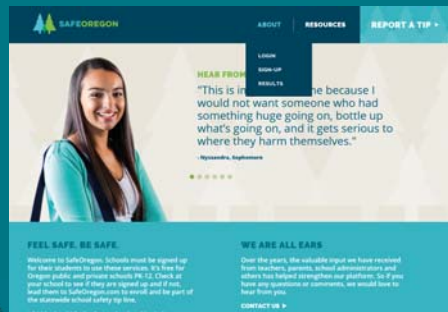 SAFEOREGON
ABOUT
RESOURCES
REPORT A TIP
LOGIN
SIGN-UP
RESULTS
HEAR FROM
"This is im me because I
would not want someone who had
something huge going on, bottle up
what's going on, and it gets serious to
where they harm themselves."
- Nyssandra, Sophomore
FEEL SAFE. BE SAFE.
Welcome to SafeOregon. Schools must be signed up
for their students to use these services. It's free for
Oregon public and private schools PK-12. Check at
your school to see if they are signed up and if not,
lead them to SafeOregon.com to enroll and be part of
the statewide school safety tip line.
WE ARE ALL EARS
Over the years, the valuable input we have received
from teachers, parents, school administrators and
others has helped strengthen our platform. So if you
have any questions or comments, we would love to
hear from you.
CONTACT US